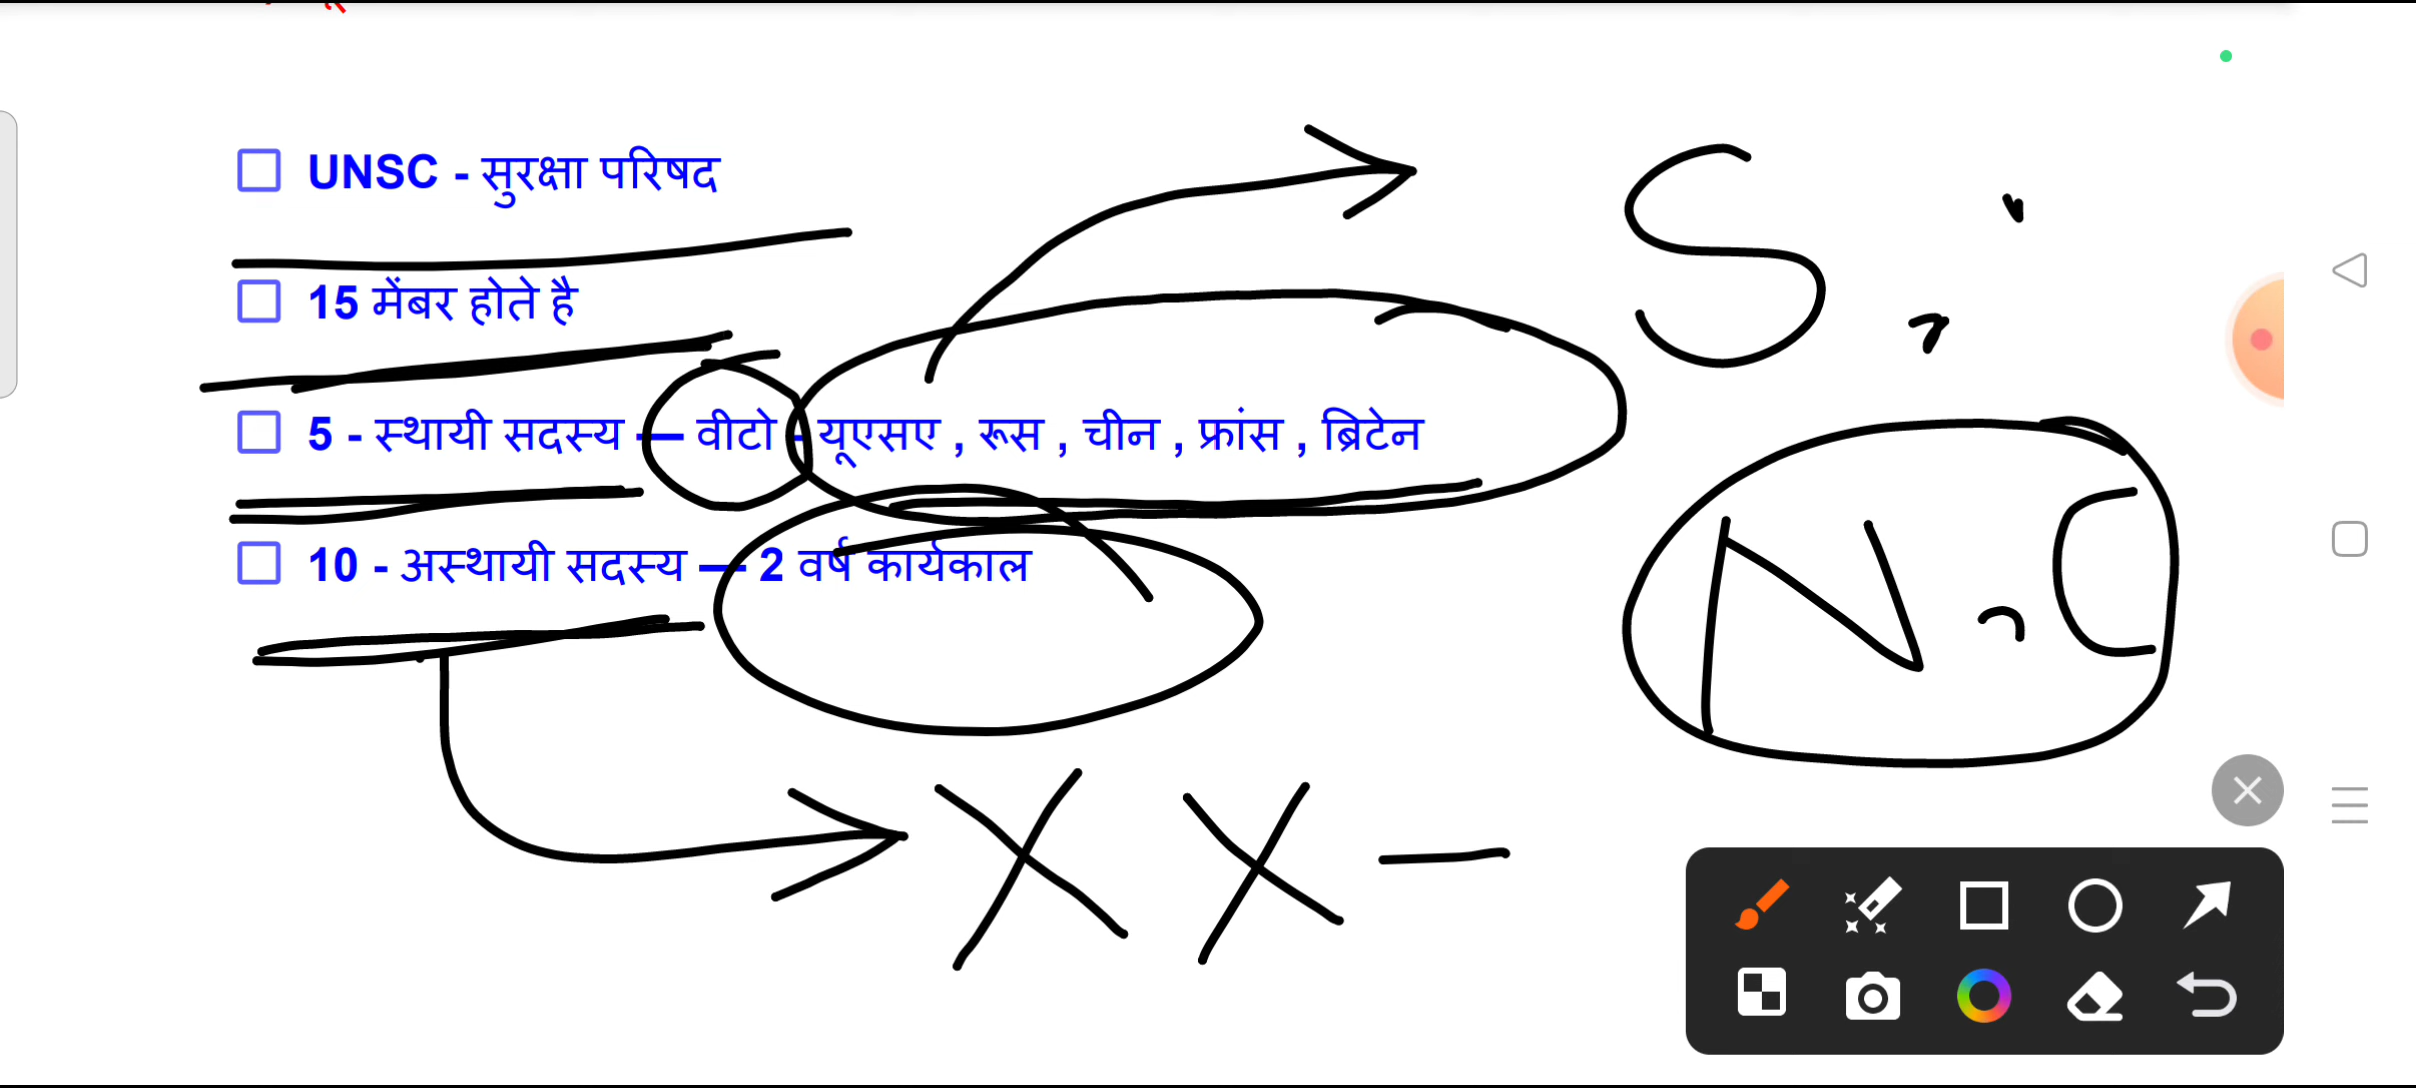 UNSC - सुरक्षा परिषद
15 मेंबर होते है
5 - स्थायी सदस्य — वीटो - यूएसए , रूस , चीन , फ्रांस , ब्रिटेन
10 - अस्थायी सदस्य — 2 वर्ष कार्यकाल
S
N C
X X —